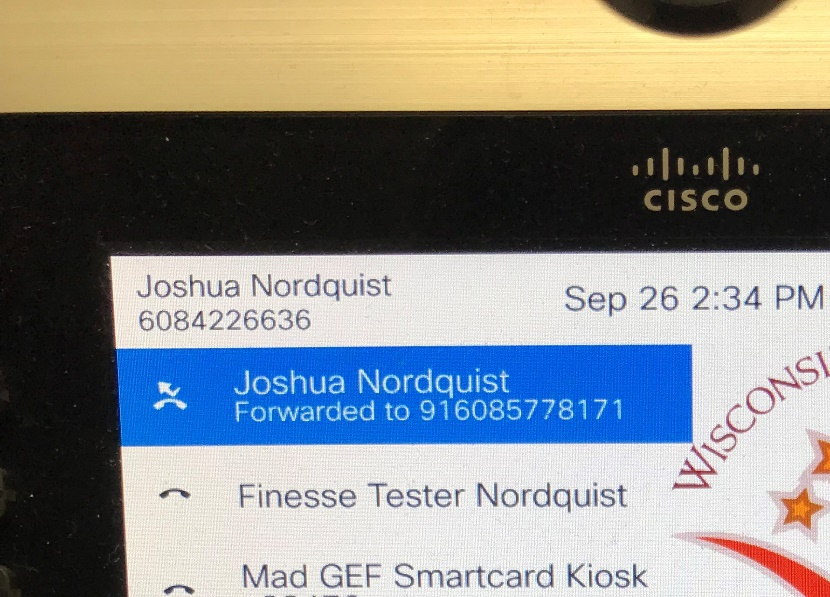 CISCO
Joshua Nordquist
6084226636
Sep 26 2:34 PM
Joshua Nordquist
Forwarded to 916085778171
Finesse Tester Nordquist
Mad GEF Smartcard Kiosk